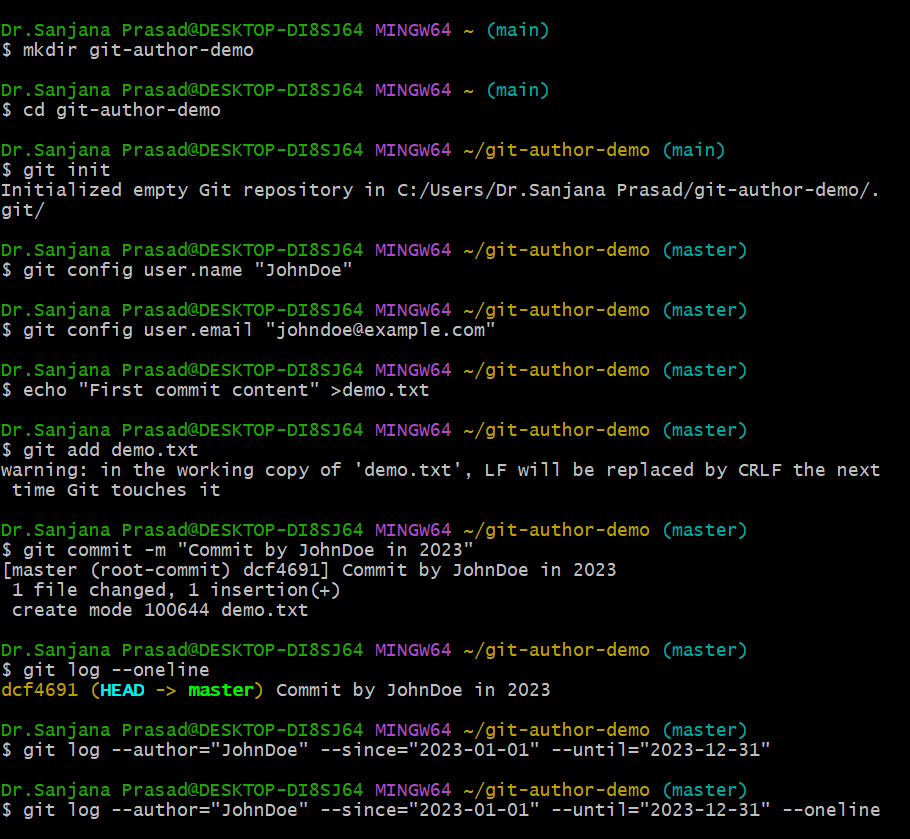 Dr.Sanjana Prasad@DESKTOP-DI8SJ64 MINGW64 ~ (main)
$ mkdir git-author-demo
Dr.Sanjana Prasad@DESKTOP-DI8SJ64 MINGW64 ~ (main)
$ cd git-author-demo
Dr.Sanjana Prasad@DESKTOP-DI8SJ64 MINGW64 ~/git-author-demo (main)
$ git init
Initialized empty Git repository in C:/Users/Dr.Sanjana Prasad/git-author-demo/.
git/
Dr.Sanjana Prasad@DESKTOP-DI8SJ64 MINGW64 ~/git-author-demo (master)
$ git config user.name "JohnDoe"
Dr.Sanjana Prasad@DESKTOP-DI8SJ64 MINGW64 ~/git-author-demo (master)
$ git config user.email "johndoe@example.com"
Dr.Sanjana Prasad@DESKTOP-DI8SJ64 MINGW64 ~/git-author-demo (master)
$ echo "First commit content" >demo.txt
Dr.Sanjana Prasad@DESKTOP-DI8SJ64 MINGW64 ~/git-author-demo (master)
$ git add demo.txt
warning: in the working copy of 'demo.txt', LF will be replaced by CRLF the next
 time Git touches it
Dr.Sanjana Prasad@DESKTOP-DI8SJ64 MINGW64 ~/git-author-demo (master)
$ git commit -m "Commit by JohnDoe in 2023"
[master (root-commit) dcf4691] Commit by JohnDoe in 2023
 1 file changed, 1 insertion(+)
 create mode 100644 demo.txt
Dr.Sanjana Prasad@DESKTOP-DI8SJ64 MINGW64 ~/git-author-demo (master)
$ git log --oneline
dcf4691 (HEAD -> master) Commit by JohnDoe in 2023
Dr.Sanjana Prasad@DESKTOP-DI8SJ64 MINGW64 ~/git-author-demo (master)
$ git log --author="JohnDoe" --since="2023-01-01" --until="2023-12-31"
Dr.Sanjana Prasad@DESKTOP-DI8SJ64 MINGW64 ~/git-author-demo (master)
$ git log --author="JohnDoe" --since="2023-01-01" --until="2023-12-31" --oneline